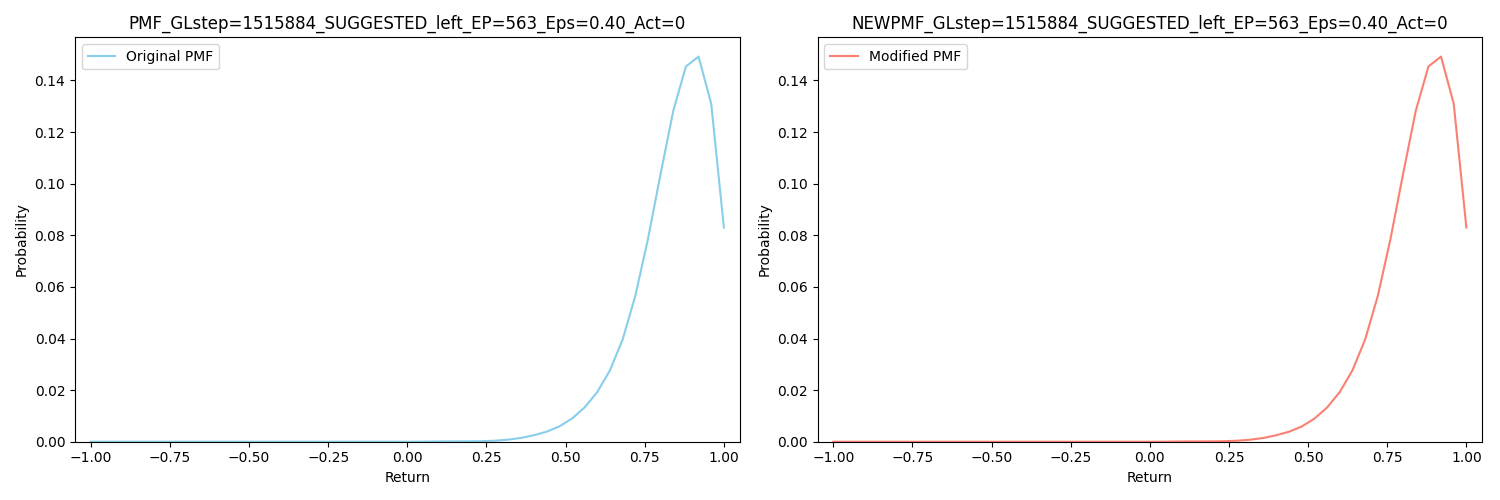 PMF_GLstep=1515884_SUGGESTED_left_EP=563_Eps=0.40_Act=0
Original PMF
Probability
0.14
0.12
0.10
0.08
0.06
0.04
0.02
0.00
−1.00 −0.75 −0.50 −0.25 0.00 0.25 0.50 0.75 1.00
Return
NEWPMF_GLstep=1515884_SUGGESTED_left_EP=563_Eps=0.40_Act=0
Modified PMF
Probability
0.14
0.12
0.10
0.08
0.06
0.04
0.02
0.00
−1.00 −0.75 −0.50 −0.25 0.00 0.25 0.50 0.75 1.00
Return